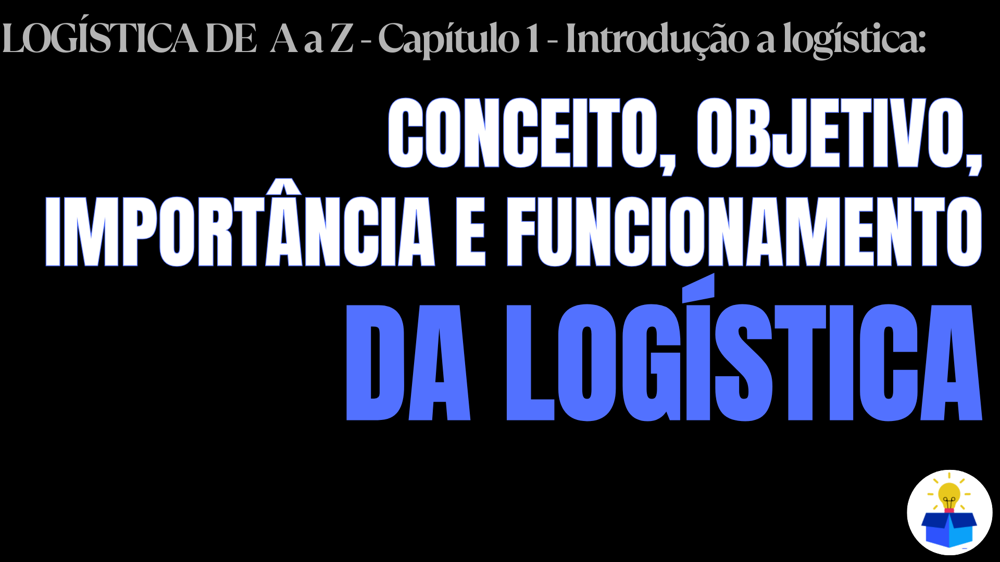 LOGÍSTICA DE A a Z - Capítulo 1 - Introdução a logística:
CONCEITO, OBJETIVO,
IMPORTÂNCIA E FUNCIONAMENTO
DA LOGÍSTICA